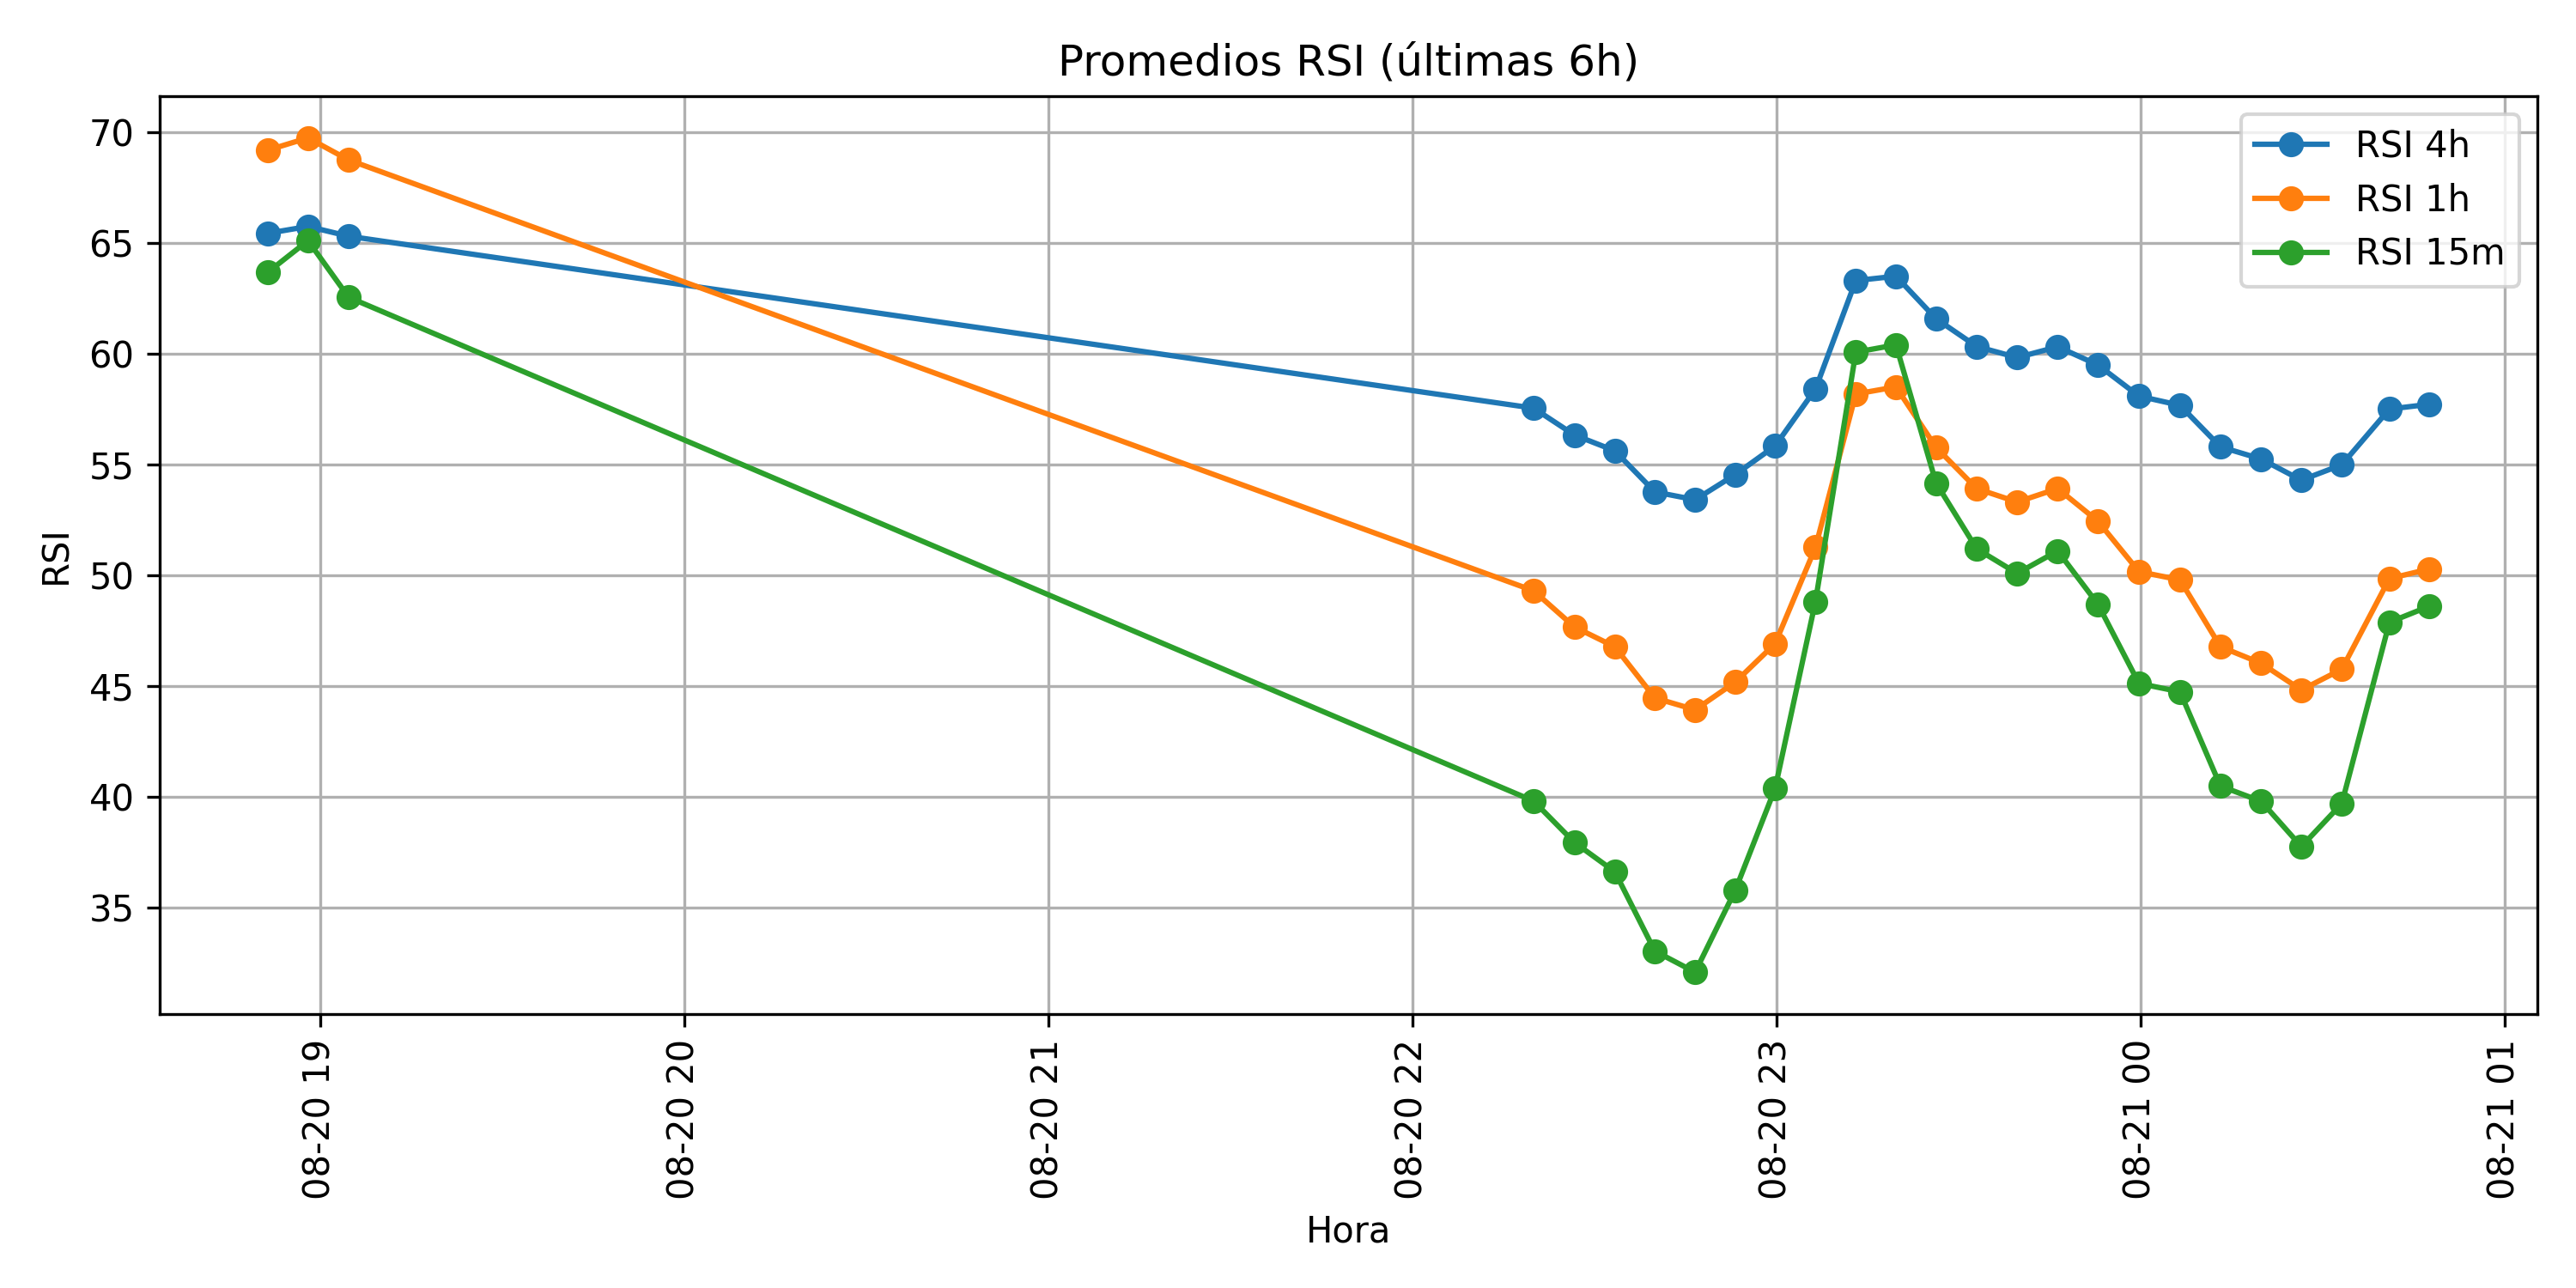 Promedios RSI (últimas 6h)
RSI 4h
RSI 1h
RSI 15m
RSI
70
65
60
55
50
45
40
35
08-20 19
08-20 20
08-20 21
08-20 22
08-20 23
08-21 00
08-21 01
Hora